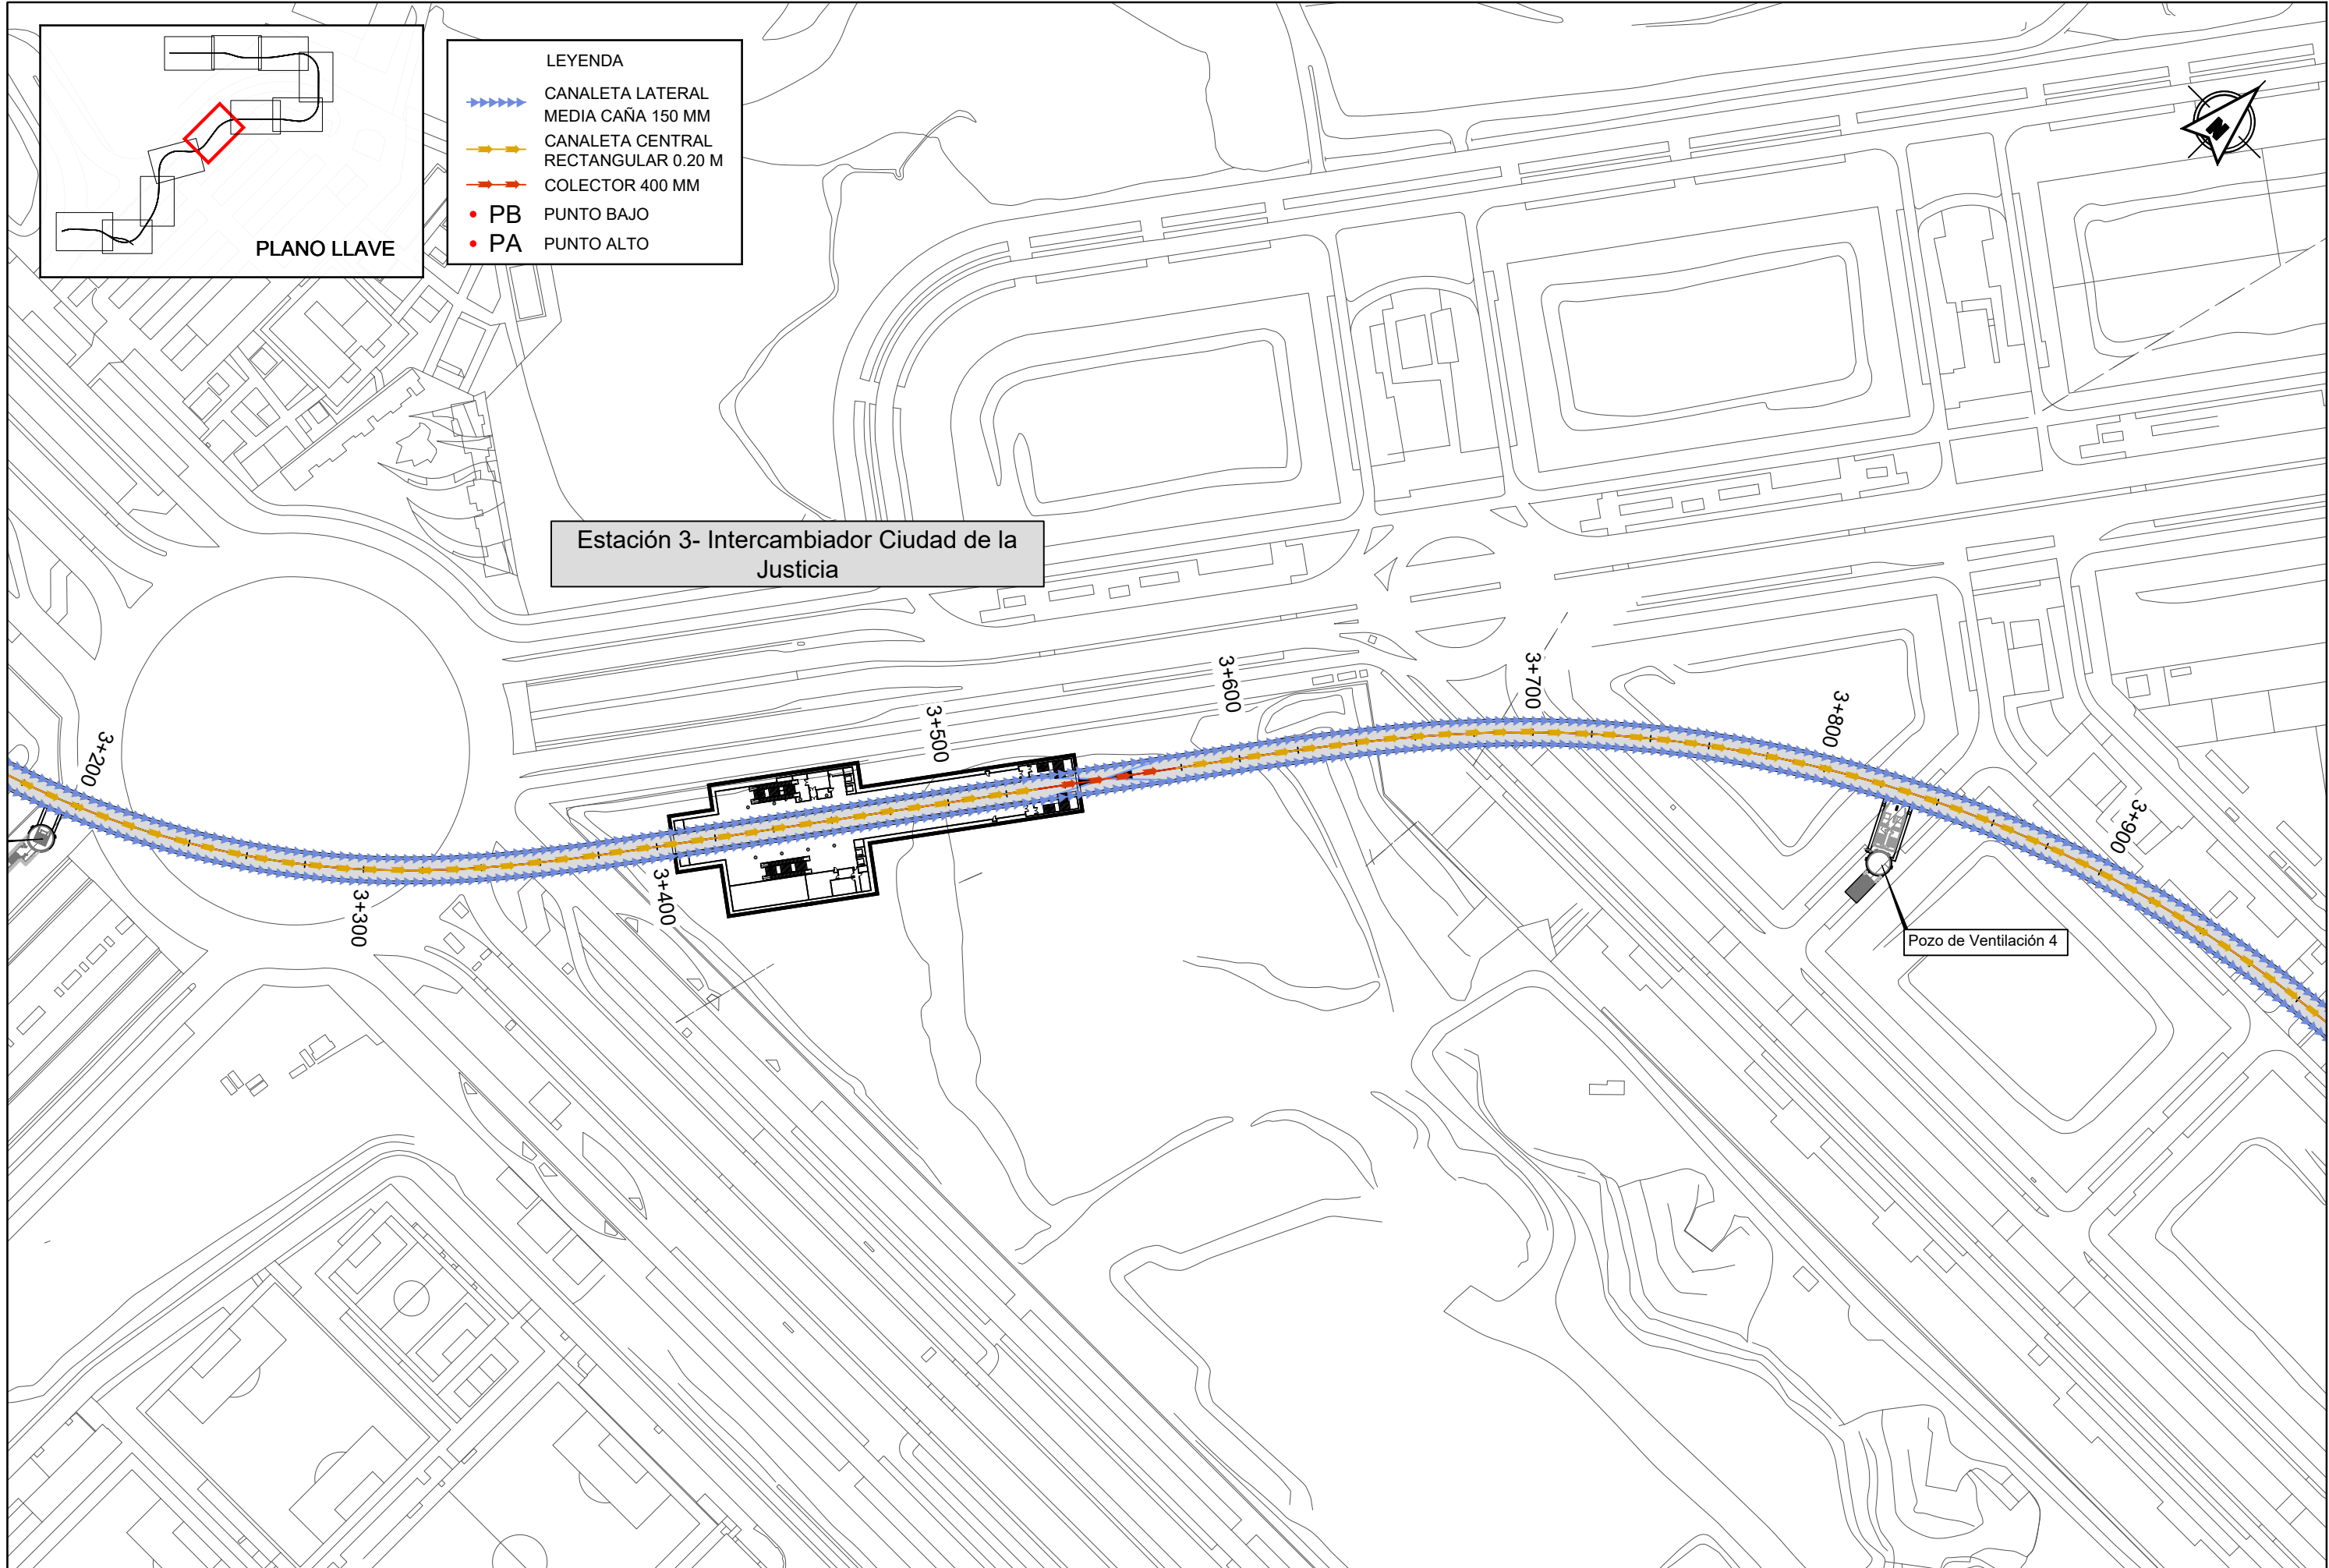 PLANO LLAVE
LEYENDA
CANALETA LATERAL
MEDIA CAÑA 150 MM
CANALETA CENTRAL
RECTANGULAR 0.20 M
COLECTOR 400 MM
PB PUNTO BAJO
PA PUNTO ALTO
N
Estación 3- Intercambiador Ciudad de la
Justicia
3+200
3+300
3+400
3+500
3+600
3+700
3+800
3+900
Pozo de Ventilación 4